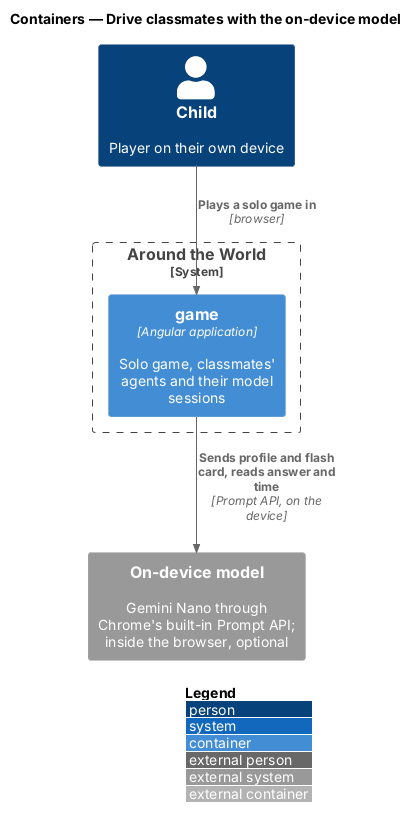 Containers — Drive classmates with the on-device model
Child
Player on their own device
Plays a solo game in
[browser]
Around the World
[System]
game
[Angular application]
Solo game, classmates'
agents and their model
sessions
Sends profile and flash
card, reads answer and
time
[Prompt API, on the
device]
On-device model
Gemini Nano through
Chrome's built-in Prompt API;
inside the browser, optional
Legend
person
system
container
external person
external system
external container